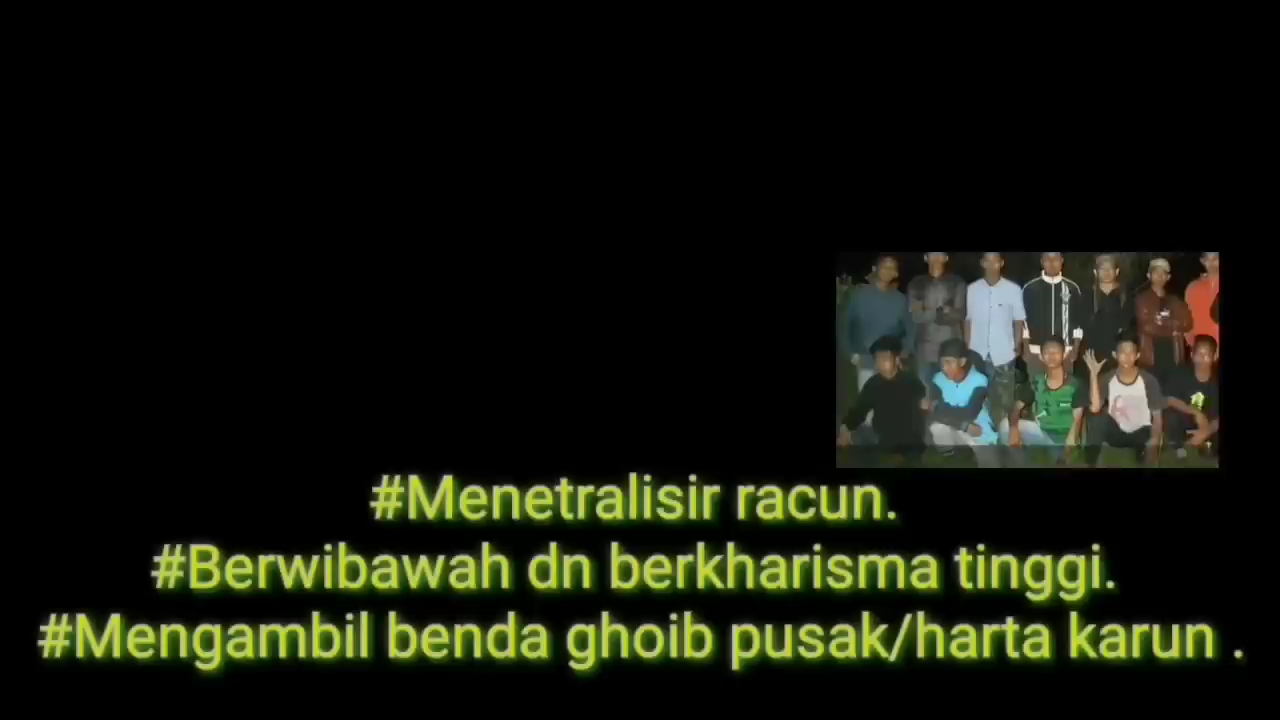 #Menetralisir racun.
#Berwibawah dn berkharisma tinggi.
#Mengambil benda ghoib pusak/harta karun .